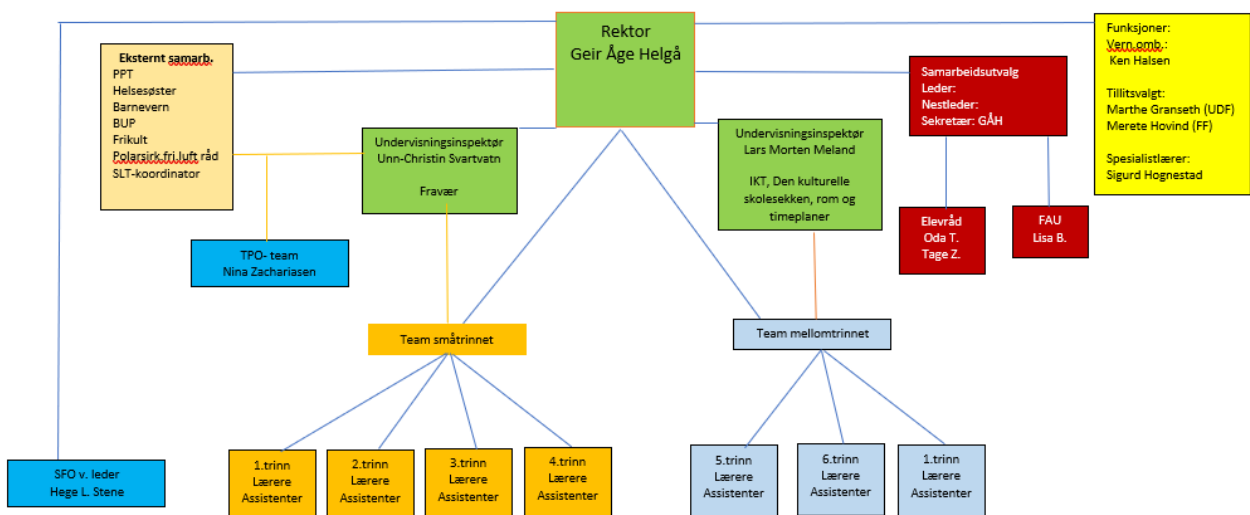 Rektor
Geir Åge Helgå
Eksternt samarb.
PPT
Helsesøster
Barnevern
BUP
Frikult
Polarsirk.fri.luft råd
SLT-koordinator
Undervisningsinspektør
Unn-Christin Svartvatn
Fravær
Undervisningsinspektør
Lars Morten Meland
IKT, Den kulturelle
skolesekken, rom og
timeplaner
Samarbeidsutvalg
Leder:
Nestleder:
Sekretær: GÅH
Funksjoner:
Vern.omb.:
Ken Halsen
Tillitsvalgt:
Marthe Granseth (UDF)
Merete Hovind (FF)
Spesialistlærer:
Sigurd Hognestad
TPO- team
Nina Zachariasen
Elevråd
Oda T.
Tage Z.
FAU
Lisa B.
Team småtrinnet
Team mellomtrinnet
SFO v. leder
Hege L. Stene
1.trinn
Lærere
Assistenter
2.trinn
Lærere
Assistenter
3.trinn
Lærere
Assistenter
4.trinn
Lærere
Assistenter
5.trinn
Lærere
Assistenter
6.trinn
Lærere
Assistenter
1.trinn
Lærere
Assistenter